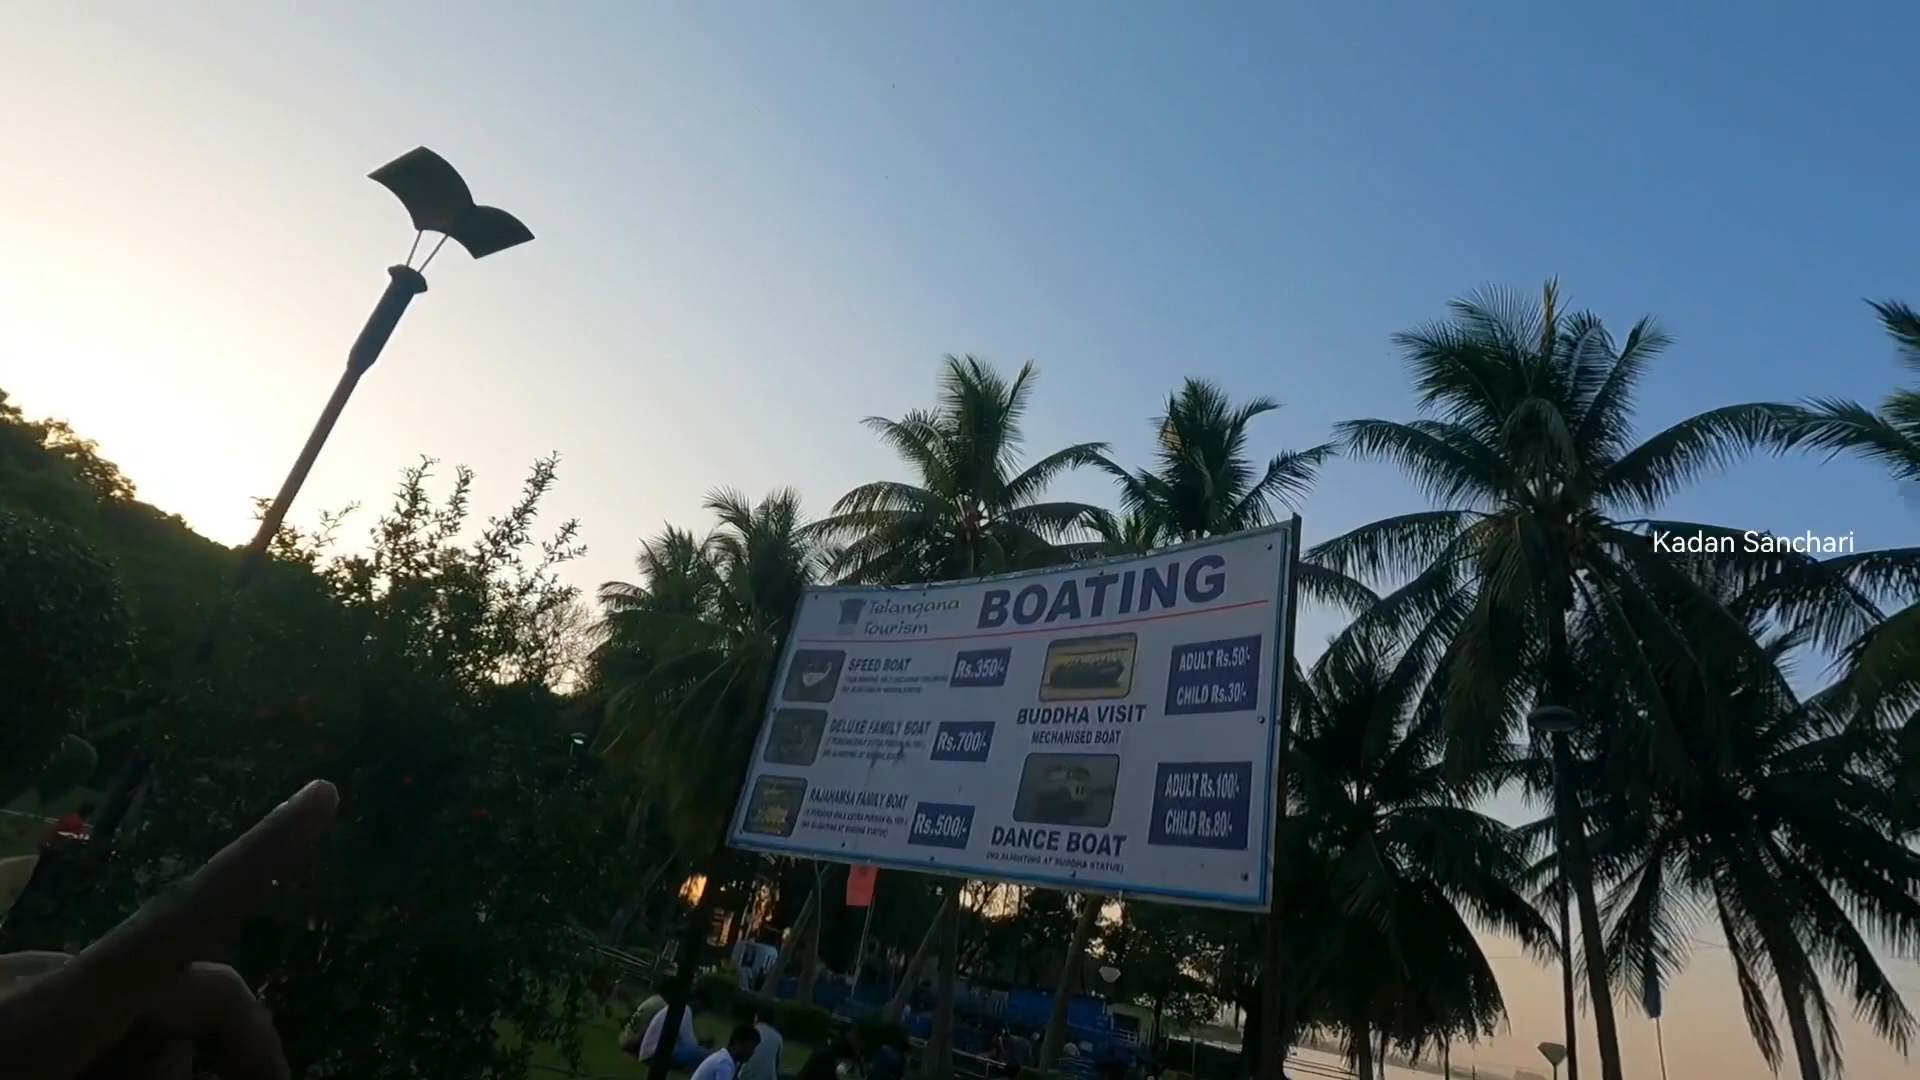 Telangana
Tourism
BOATING
SPEED BOAT
Rs.350/-
DELUXE FAMILY BOAT
Rs.700/-
RAJAHAMSA FAMILY BOAT
Rs.500/-
BUDDHA VISIT
MECHANISED BOAT
ADULT Rs.50/-
CHILD Rs.30/-
DANCE BOAT
(NO ALIGHTING AT BUDDHA STATUE)
ADULT Rs.100/-
CHILD Rs.80/-
Kadan Sanchari